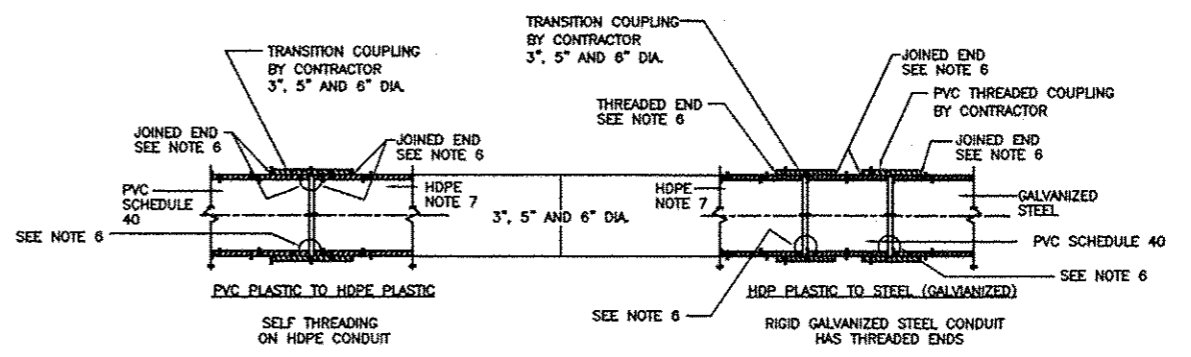 TRANSITION COUPLING
BY CONTRACTOR
3", 5" AND 6" DIA.
JOINED END
SEE NOTE 6
JOINED END
SEE NOTE 6
PVC
SCHEDULE
40
HDPE
NOTE 7
SEE NOTE 6
PVC PLASTIC TO HDPE PLASTIC
SELF THREADING
ON HDPE CONDUIT
3", 5" AND 6" DIA.
TRANSITION COUPLING
BY CONTRACTOR
3", 5" AND 6" DIA.
JOINED END
SEE NOTE 6
THREADED END
SEE NOTE 6
PVC THREADED COUPLING
BY CONTRACTOR
JOINED END
SEE NOTE 6
HDPE
NOTE 7
GALVANIZED
STEEL
PVC SCHEDULE 40
SEE NOTE 6
SEE NOTE 6
HDP PLASTIC TO STEEL (GALVIANIZED)
RIGID GALVANIZED STEEL CONDUIT
HAS THREADED ENDS